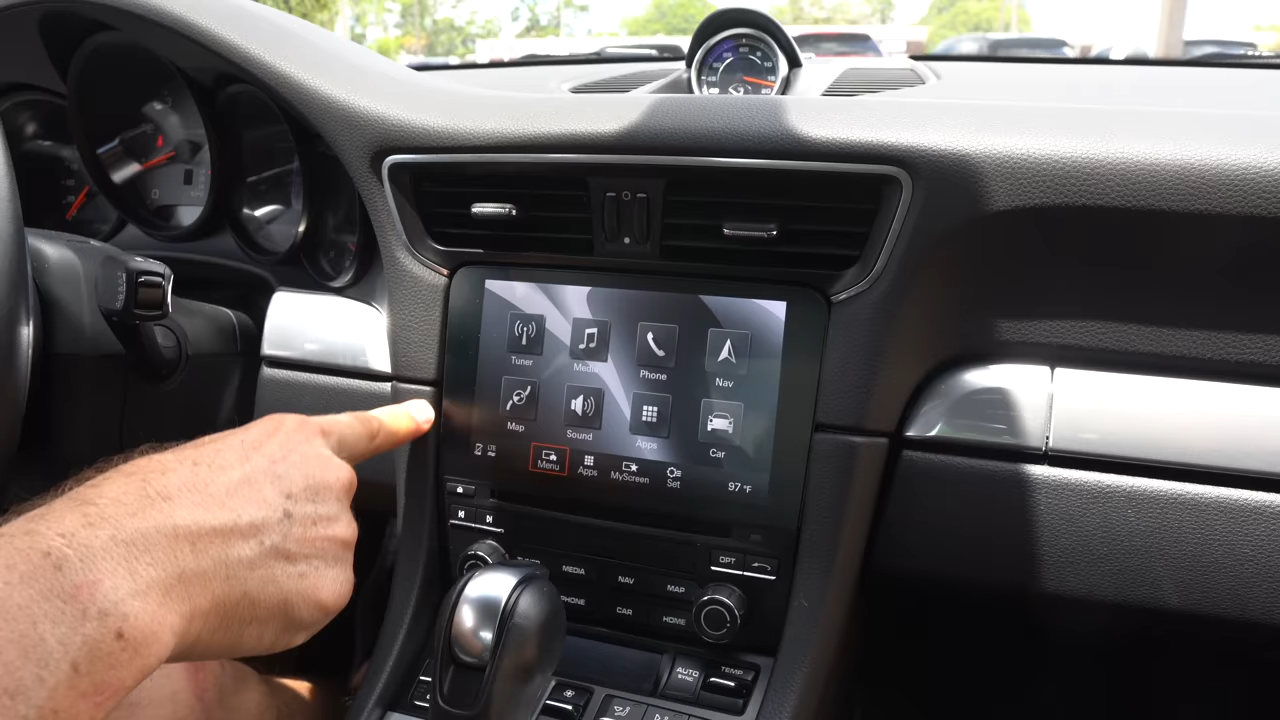 Tuner Media Phone Nav
Map Sound Apps Car
LTE
Menu Apps MyScreen Set 97 °F
OPT
MEDIA NAV MAP
PHONE CAR HOME
AUTO SYNC TEMP